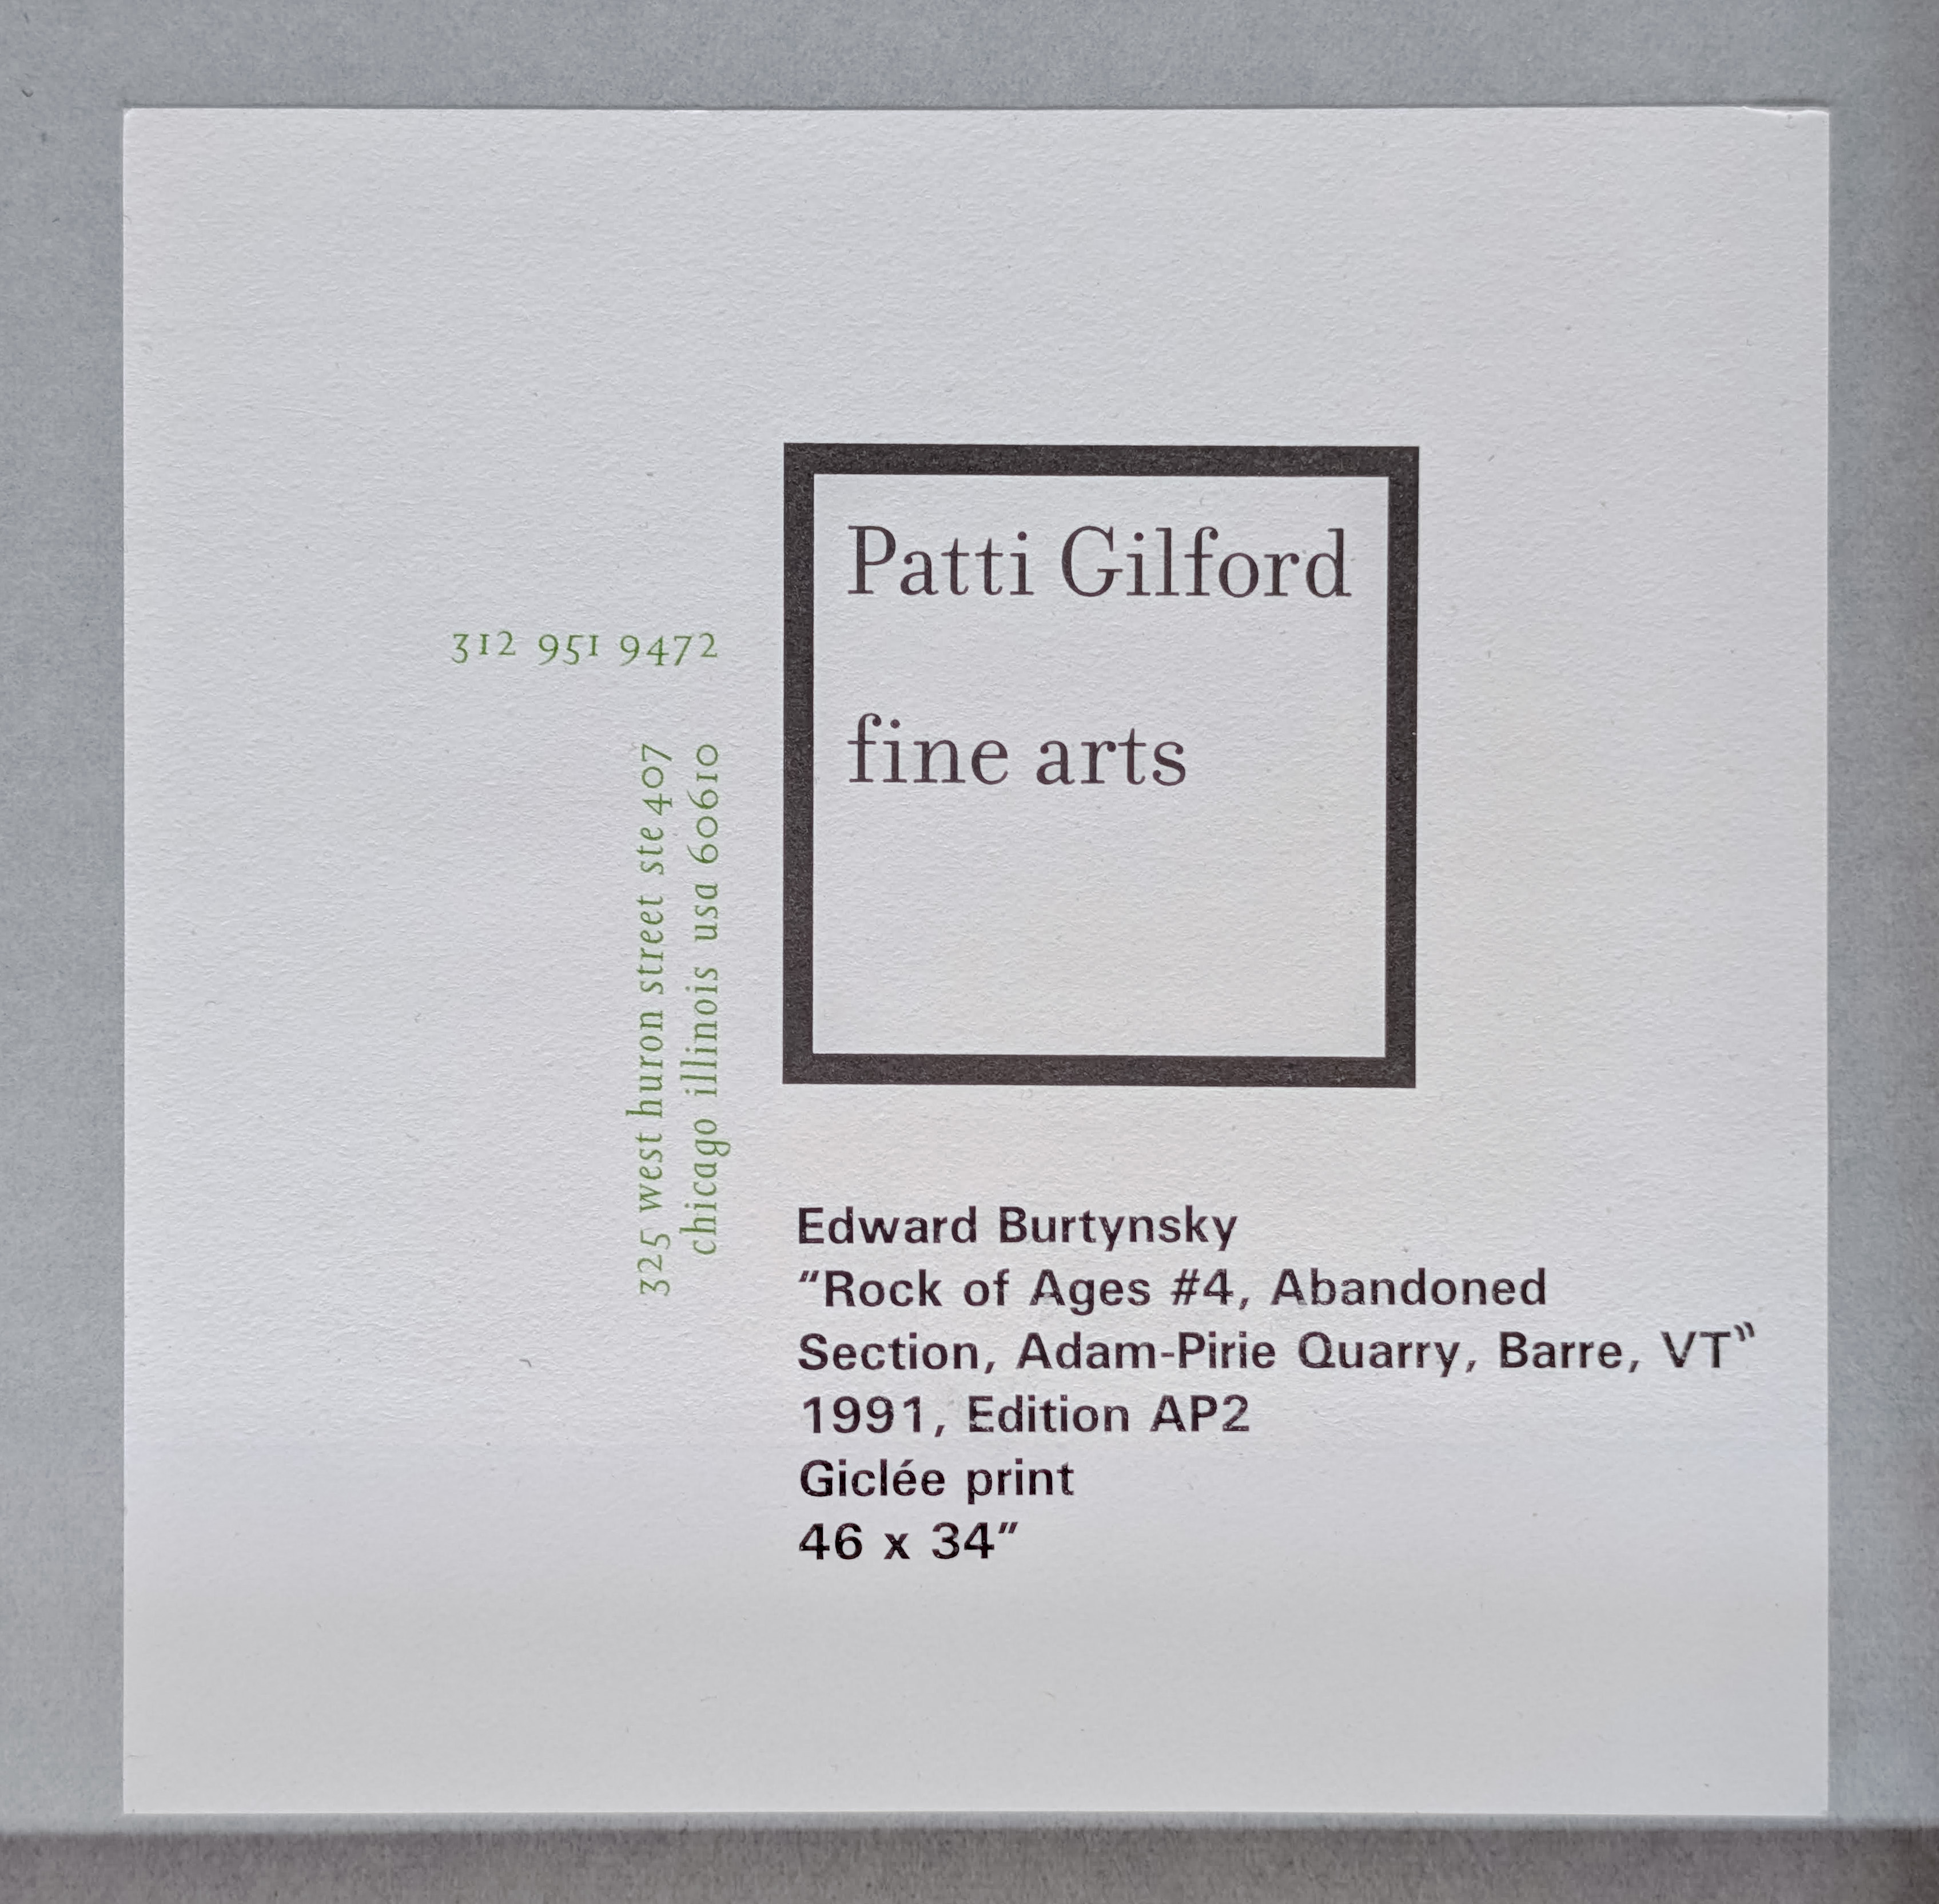 Patti Gilford
fine arts
312 951 9472
325 west huron street ste 407
chicago illinois usa 60610
Edward Burtynsky
"Rock of Ages #4, Abandoned
Section, Adam-Pirie Quarry, Barre, VT"
1991, Edition AP2
Giclée print
46 x 34"